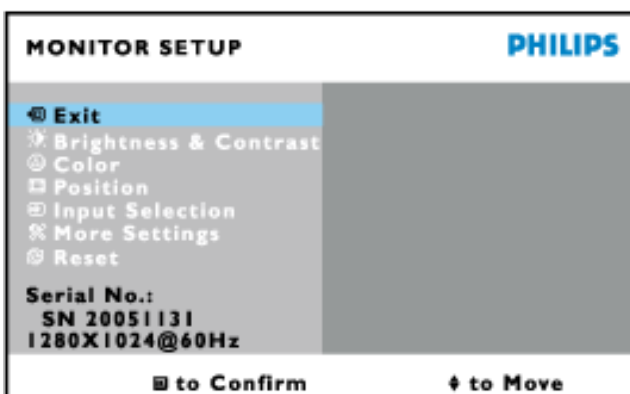 MONITOR SETUP PHILIPS
Exit
Brightness & Contrast
Color
Position
Input Selection
More Settings
Reset
Serial No.:
SN 20051131
1280X1024@60Hz
to Confirm to Move